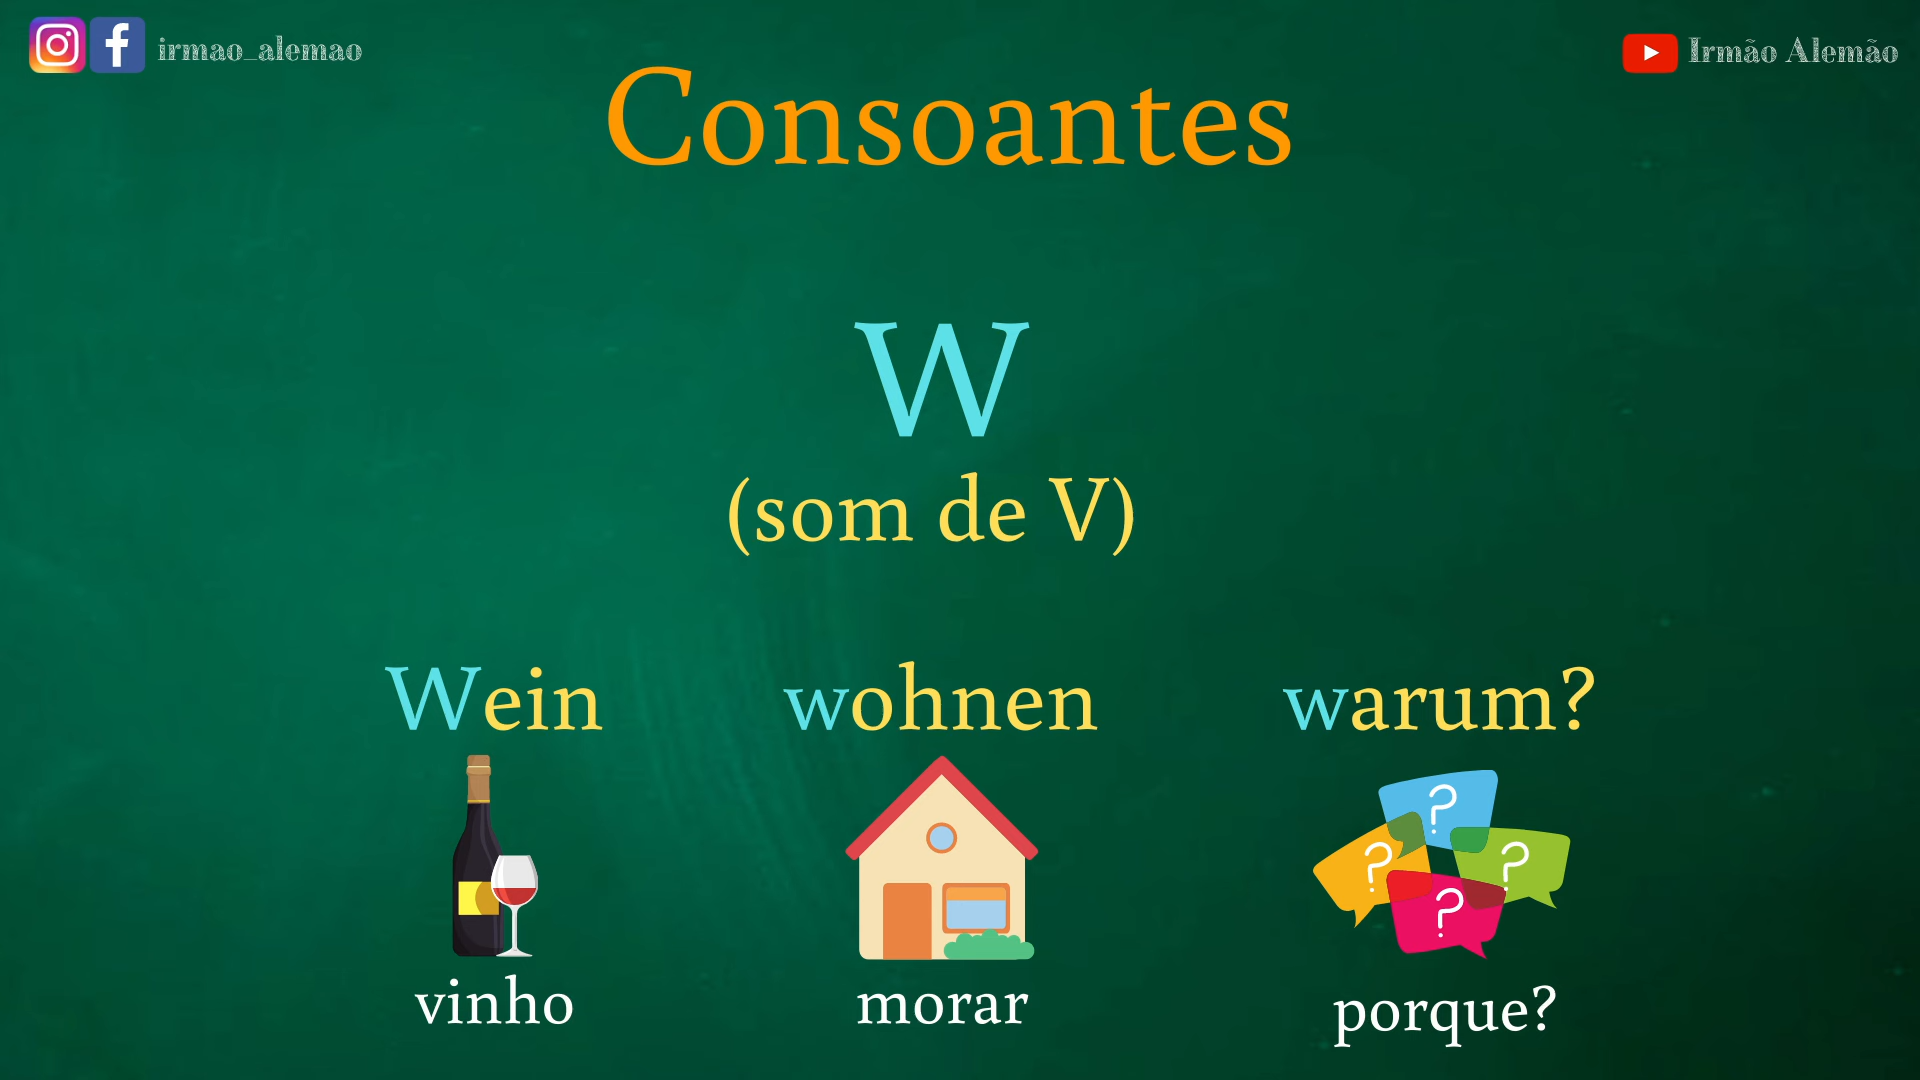 irmao_alemao
Irmão Alemão
Consoantes
W
(som de V)
Wein wohnen warum?
? ? ? ?
vinho morar porque?